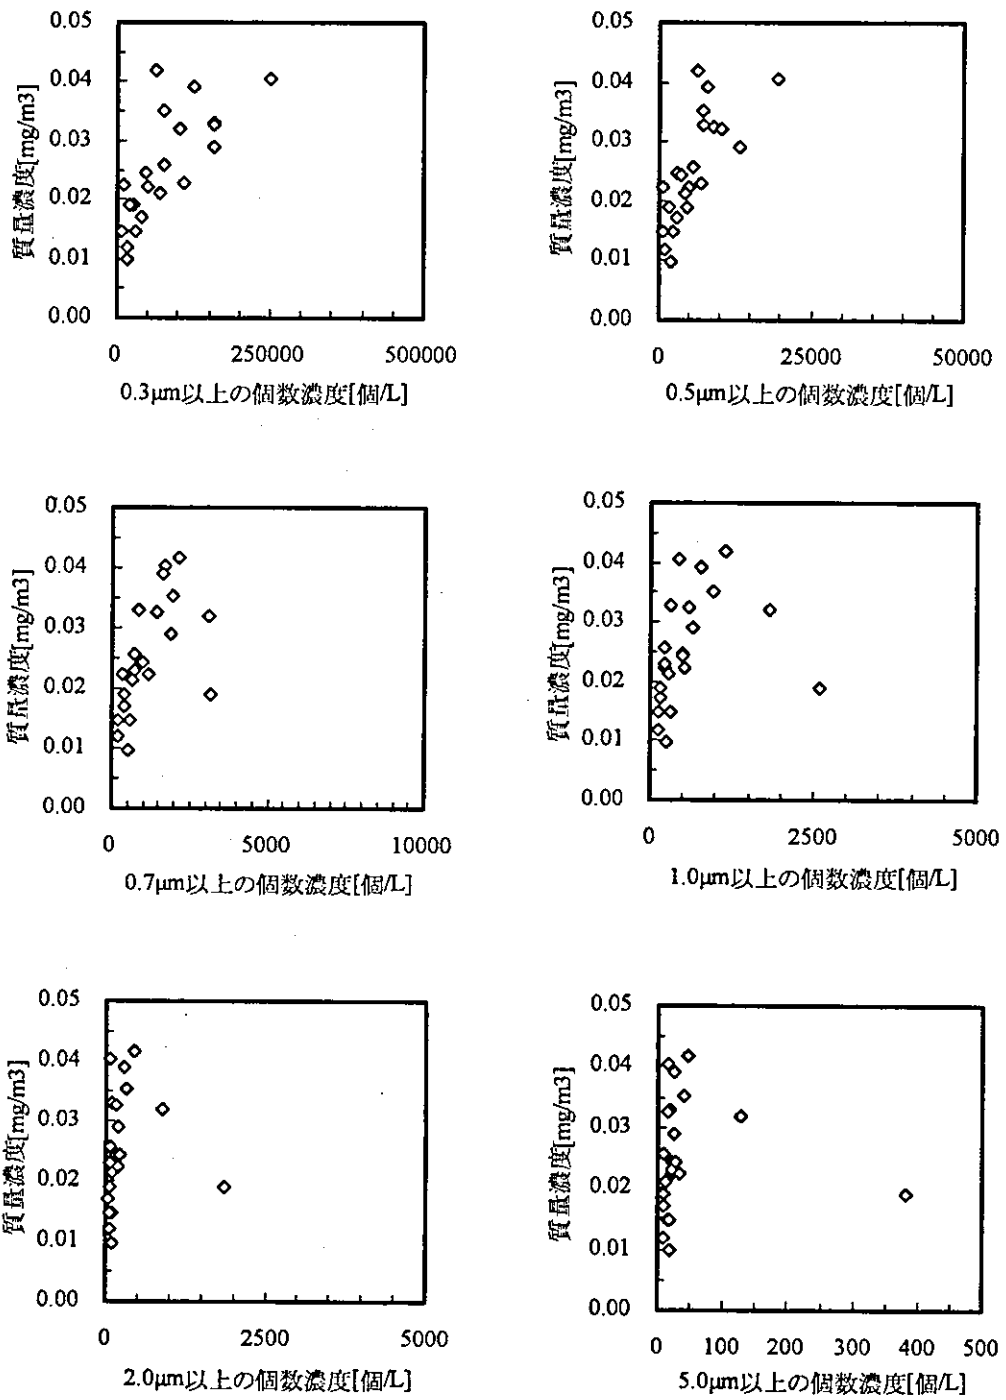 0.05
0.04
0.03
0.02
0.01
0.00
質量濃度[mg/m3]
0 250000 500000
0.3μm以上の個数濃度[個/L]
0.05
0.04
0.03
0.02
0.01
0.00
質量濃度[mg/m3]
0 25000 50000
0.5μm以上の個数濃度[個/L]
0.05
0.04
0.03
0.02
0.01
0.00
質量濃度[mg/m3]
0 5000 10000
0.7μm以上の個数濃度[個/L]
0.05
0.04
0.03
0.02
0.01
0.00
質量濃度[mg/m3]
0 2500 5000
1.0μm以上の個数濃度[個/L]
0.05
0.04
0.03
0.02
0.01
0.00
質量濃度[mg/m3]
0 2500 5000
2.0μm以上の個数濃度[個/L]
0.05
0.04
0.03
0.02
0.01
0.00
質量濃度[mg/m3]
0 100 200 300 400 500
5.0μm以上の個数濃度[個/L]